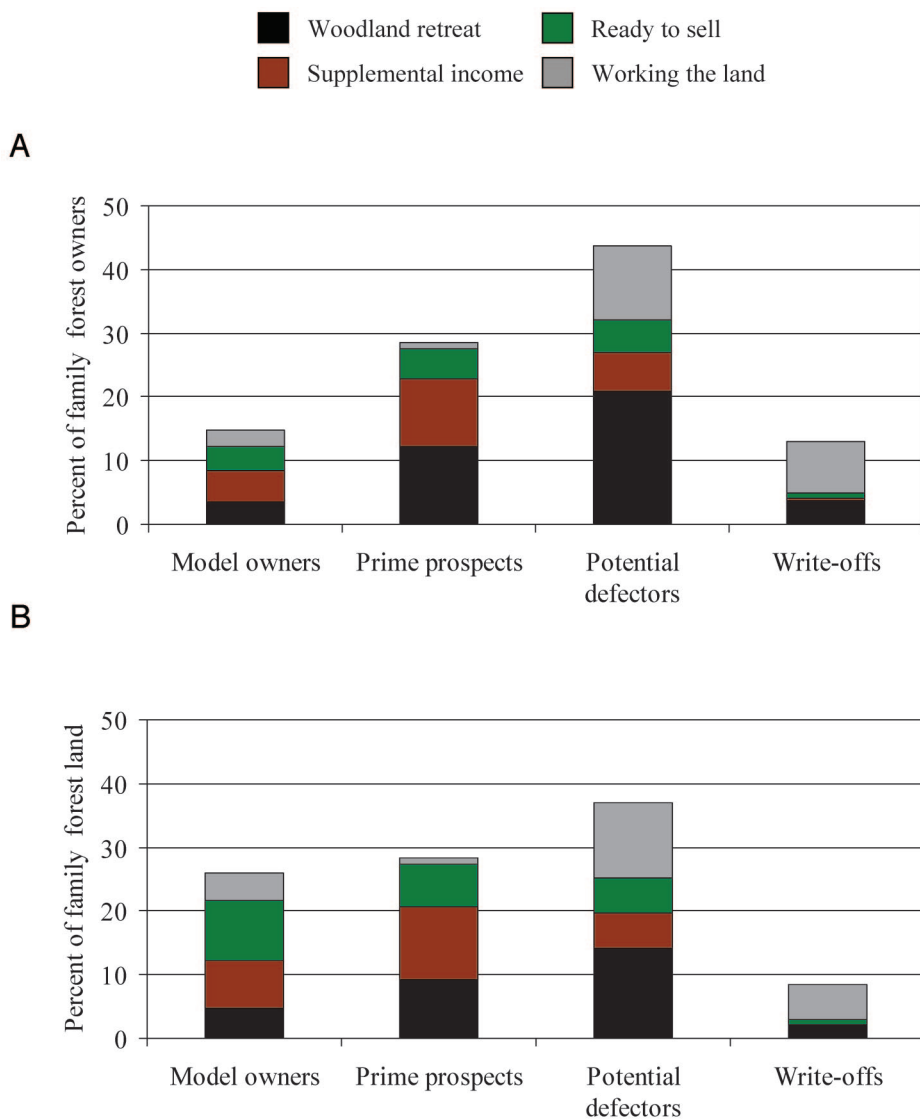 Woodland retreat
Ready to sell
Supplemental income
Working the land
A
Percent of family forest owners
50
40
30
20
10
0
Model owners
Prime prospects
Potential
defectors
Write-offs
B
Percent of family forest land
50
40
30
20
10
0
Model owners
Prime prospects
Potential
defectors
Write-offs